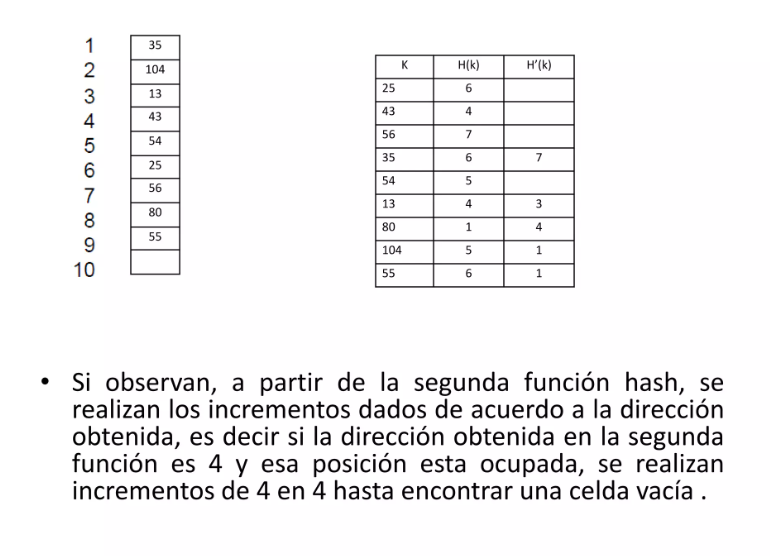 1 35
2 104
3 13
4 43
5 54
6 25
7 56
8 80
9 55
10
K H(k) H’(k)
25 6
43 4
56 7
35 6 7
54 5
13 4 3
80 1 4
104 5 1
55 6 1
• Si observan, a partir de la segunda función hash, se
realizan los incrementos dados de acuerdo a la dirección
obtenida, es decir si la dirección obtenida en la segunda
función es 4 y esa posición esta ocupada, se realizan
incrementos de 4 en 4 hasta encontrar una celda vacía .